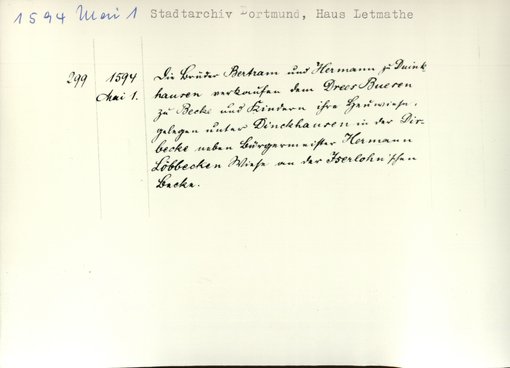 1594 Mai 1 Stadtarchiv Dortmund, Haus Letmathe
299 1594 Mai 1.
Die Brüder Bertram und Hermann zu Duink-
hausen verkaufen dem Drees Bueren
zu Becke und Kindern ihre Heuwiese,
gelegen unter Dinckhausen in der Dir-
becke neben Bürgermeister Hermann
Löbbecken Wiese an der Iserlohn'schen
Becke.